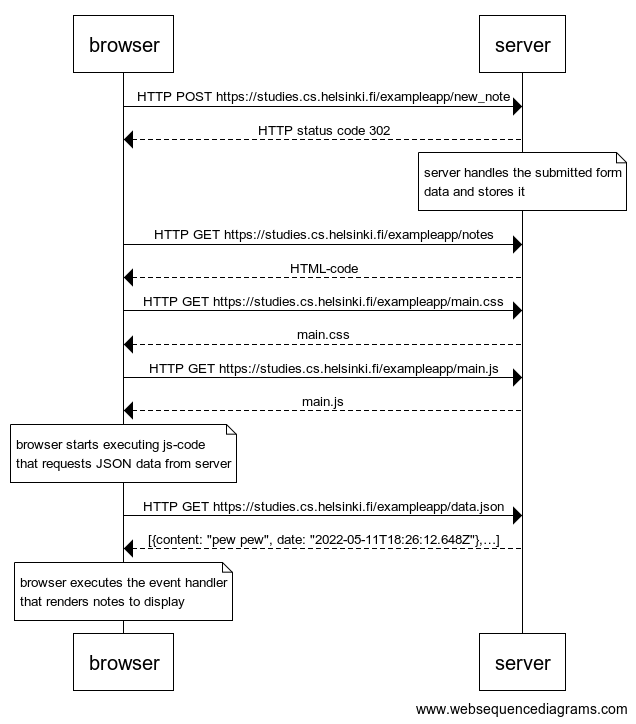 browser
server
HTTP POST https://studies.cs.helsinki.fi/exampleapp/new_note
HTTP status code 302
server handles the submitted form
data and stores it
HTTP GET https://studies.cs.helsinki.fi/exampleapp/notes
HTML-code
HTTP GET https://studies.cs.helsinki.fi/exampleapp/main.css
main.css
HTTP GET https://studies.cs.helsinki.fi/exampleapp/main.js
main.js
browser starts executing js-code
that requests JSON data from server
HTTP GET https://studies.cs.helsinki.fi/exampleapp/data.json
[{content: "pew pew", date: "2022-05-11T18:26:12.648Z"},…]
browser executes the event handler
that renders notes to display
browser
server
www.websequencediagrams.com